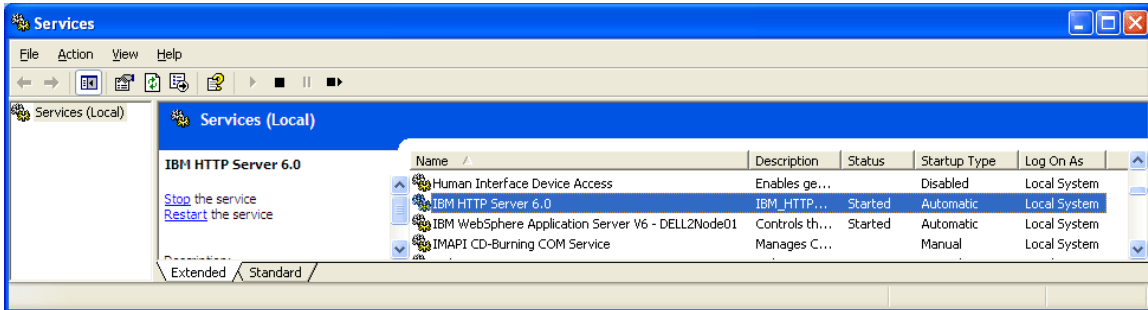 Services
File Action View Help
Services (Local)
Services (Local)
IBM HTTP Server 6.0
Stop the service
Restart the service
Name Description Status Startup Type Log On As
Human Interface Device Access Enables ge... Disabled Local System
IBM HTTP Server 6.0 IBM_HTTP... Started Automatic Local System
IBM WebSphere Application Server V6 - DELL2Node01 Controls th... Started Automatic Local System
IMAPI CD-Burning COM Service Manages C... Manual Local System
Extended Standard